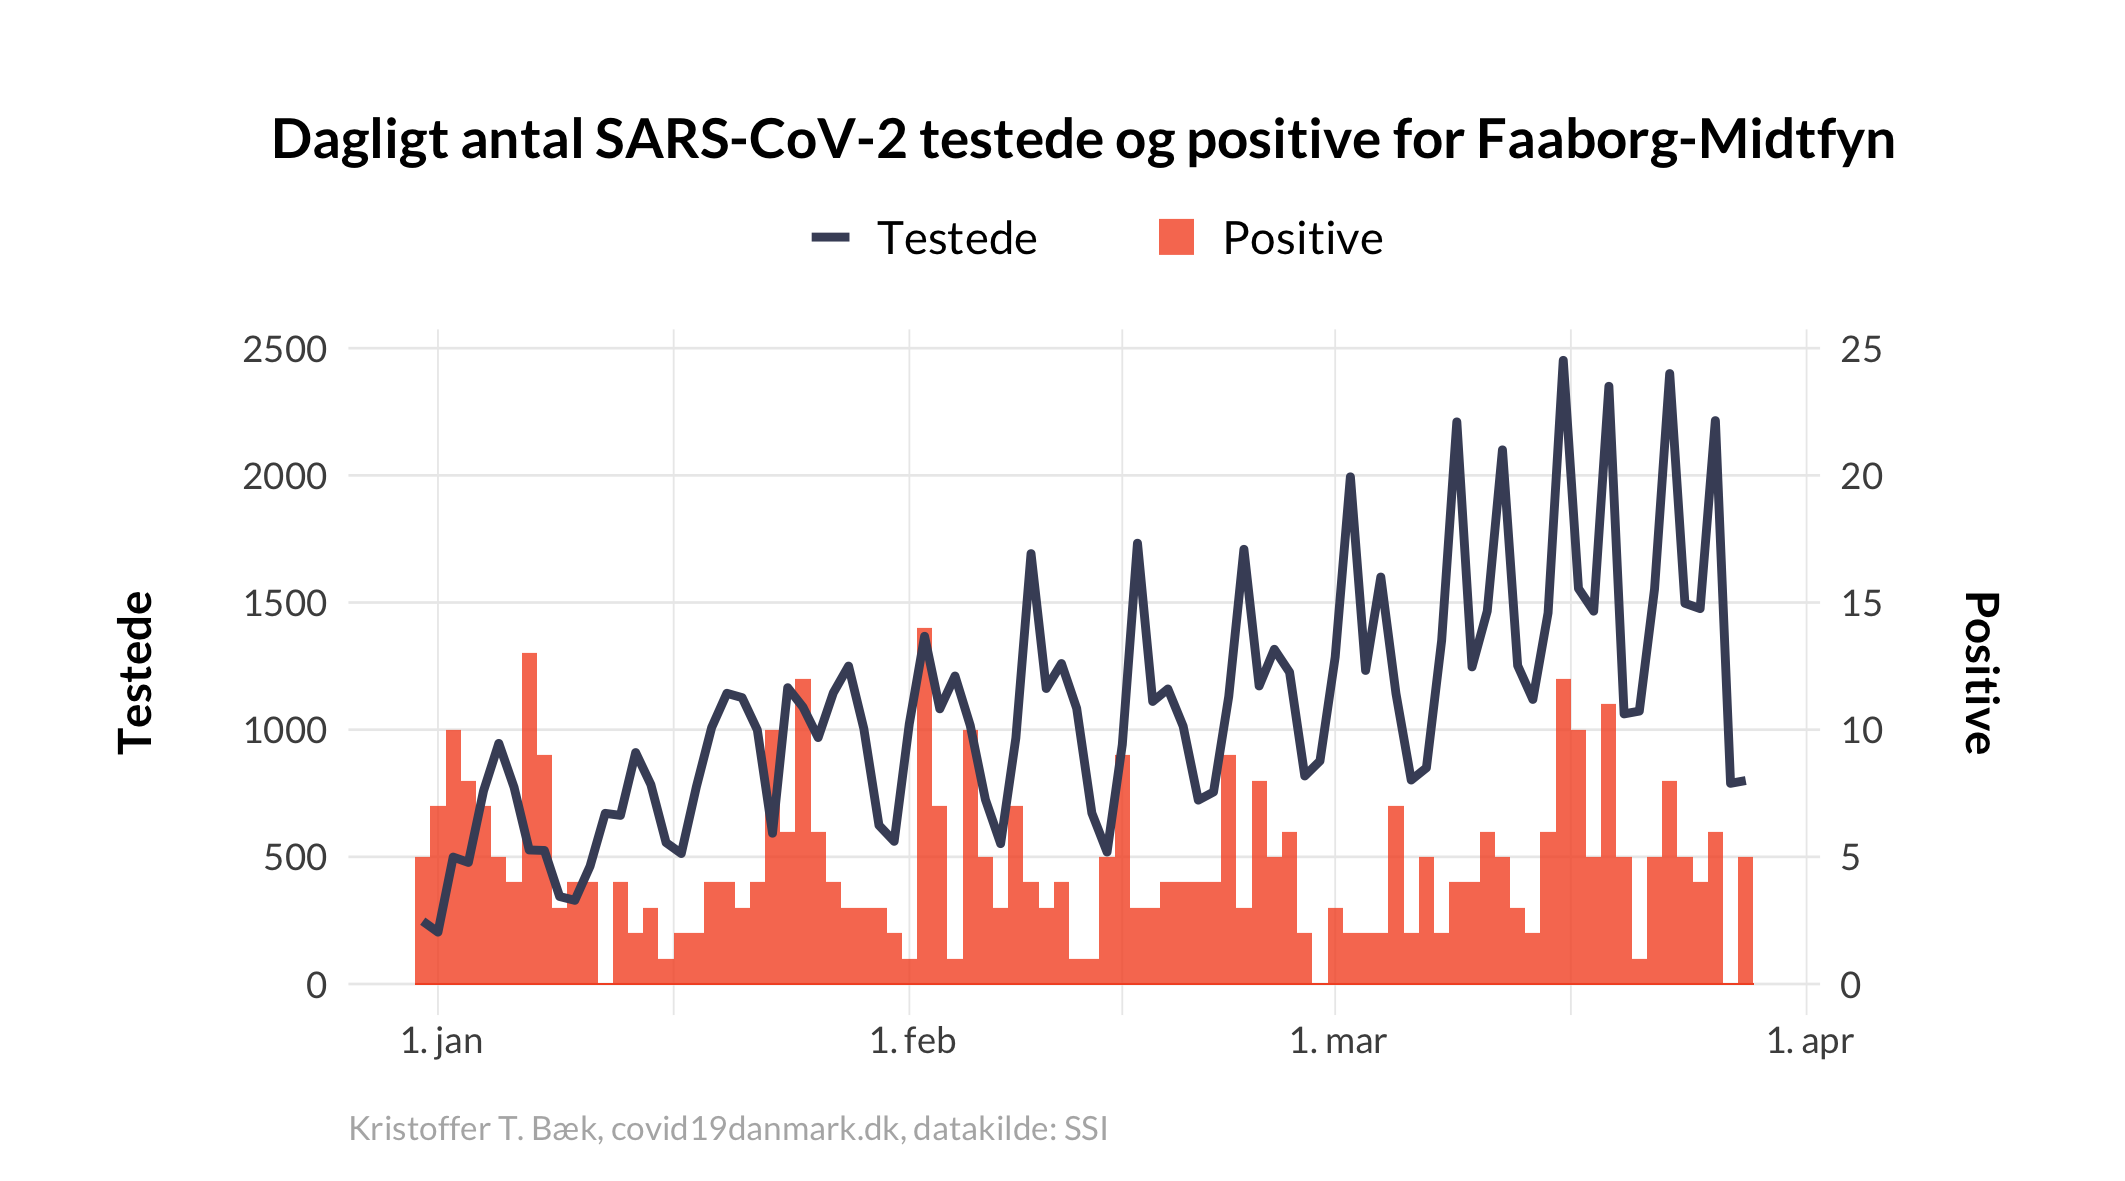 Dagligt antal SARS-CoV-2 testede og positive for Faaborg-Midtfyn
Testede
Positive
2500
2000
1500
1000
500
0
Testede
25
20
15
10
5
0
Positive
1. jan
1. feb
1. mar
1. apr
Kristoffer T. Bæk, covid19danmark.dk, datakilde: SSI